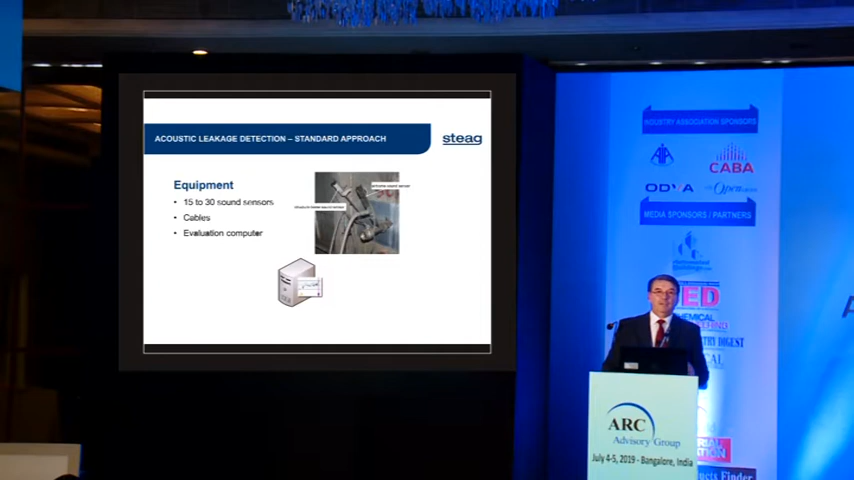 ACOUSTIC LEAKAGE DETECTION – STANDARD APPROACH
steag
Equipment
• 15 to 30 sound sensors
• Cables
• Evaluation computer
INDUSTRY ASSOCIATION SPONSORS
CABA
ODVA
Open
MEDIA SPONSORS / PARTNERS
ARC
Advisory Group
July 4-5, 2019 - Bangalore, India